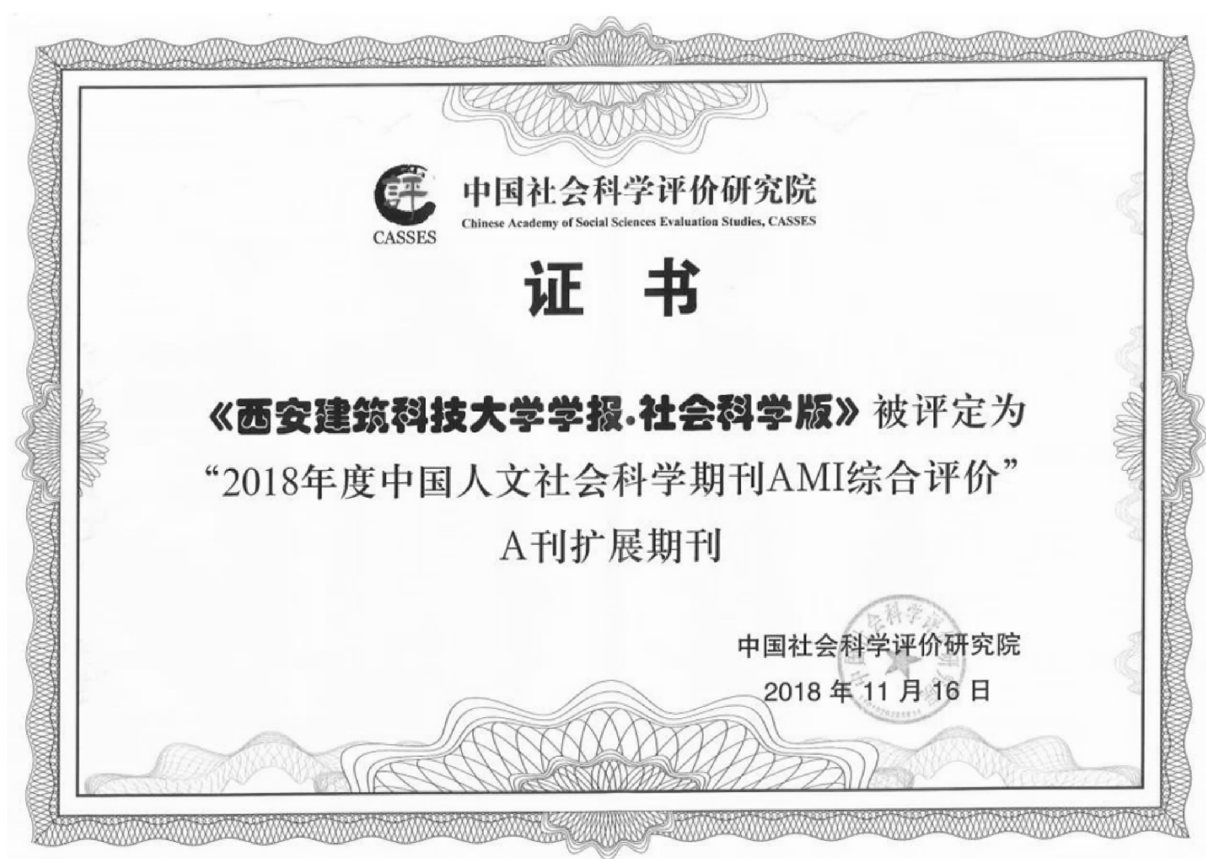 評
CASSES
中国社会科学评价研究院
Chinese Academy of Social Sciences Evaluation Studies, CASSES
证 书
《西安建筑科技大学学报·社会科学版》被评定为
“2018年度中国人文社会科学期刊AMI综合评价”
A刊扩展期刊
中国社会科学评价研究院
2018 年 11 月 16 日